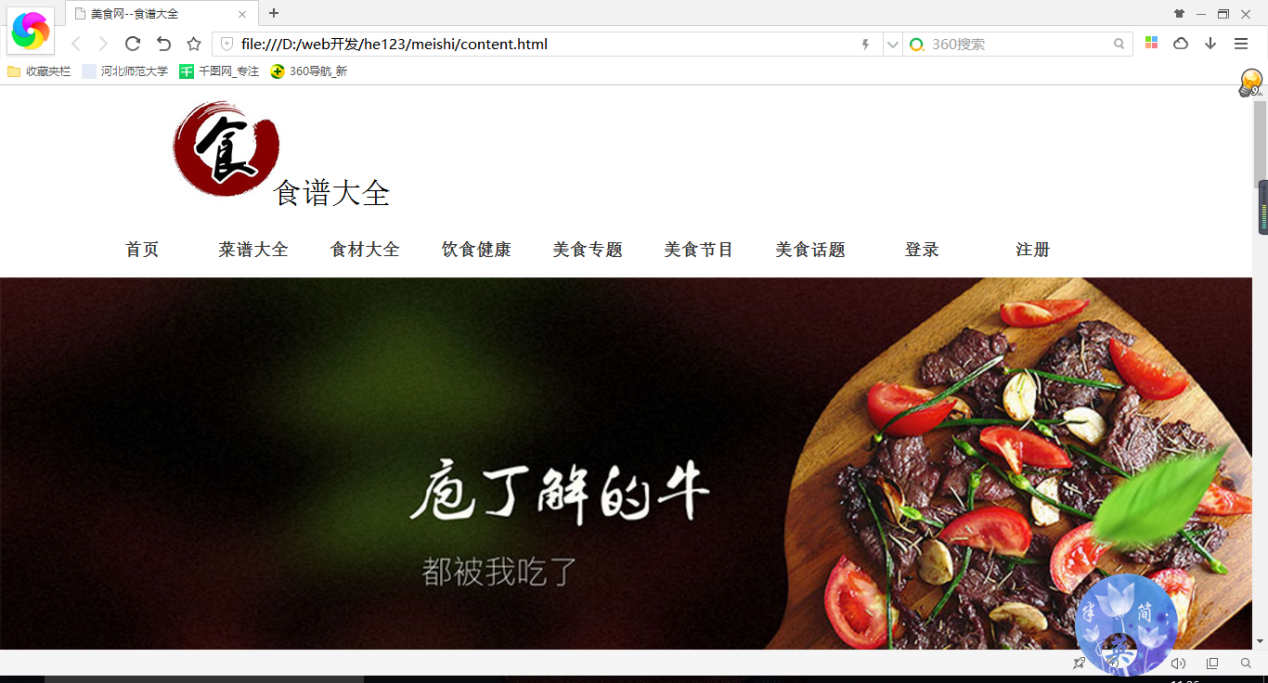 美食网--食谱大全
file:///D:/web开发/he123/meishi/content.html
360搜索
收藏夹栏 河北师范大学 千图网_专注 360导航_新
9
食
食谱大全
首页 菜谱大全 食材大全 饮食健康 美食专题 美食节目 美食话题 登录 注册
庖丁解的牛
都被我吃了
半 简
英